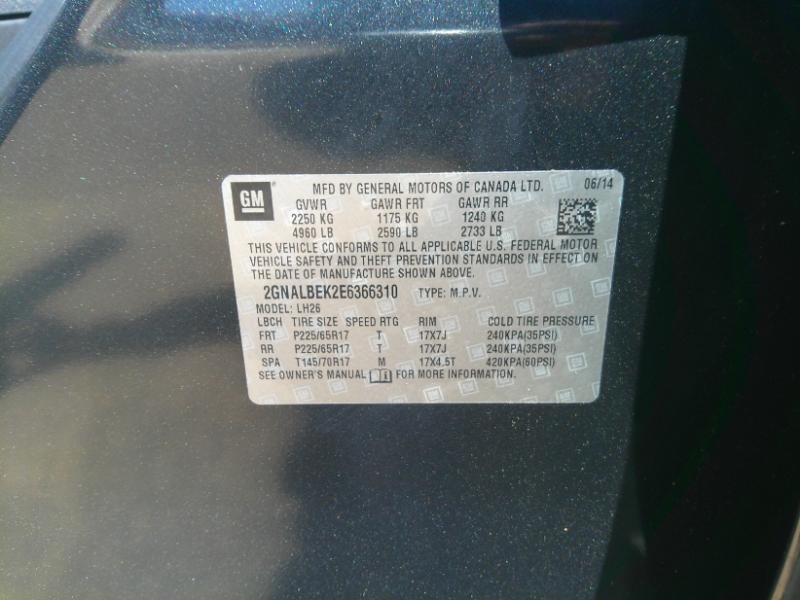 GM MFD BY GENERAL MOTORS OF CANADA LTD. 06/14
GVWR GAWR FRT GAWR RR
2250 KG 1175 KG 1240 KG
4960 LB 2590 LB 2733 LB
THIS VEHICLE CONFORMS TO ALL APPLICABLE U.S. FEDERAL MOTOR
VEHICLE SAFETY AND THEFT PREVENTION STANDARDS IN EFFECT ON
THE DATE OF MANUFACTURE SHOWN ABOVE.
2GNALBEK2E6366310 TYPE: M.P.V.
MODEL: LH26
LBCH TIRE SIZE SPEED RTG RIM COLD TIRE PRESSURE
FRT P225/65R17 T 17X7J 240KPA(35PSI)
RR P225/65R17 T 17X7J 240KPA(35PSI)
SPA T145/70R17 M 17X4.5T 420KPA(60PSI)
SEE OWNER'S MANUAL FOR MORE INFORMATION.